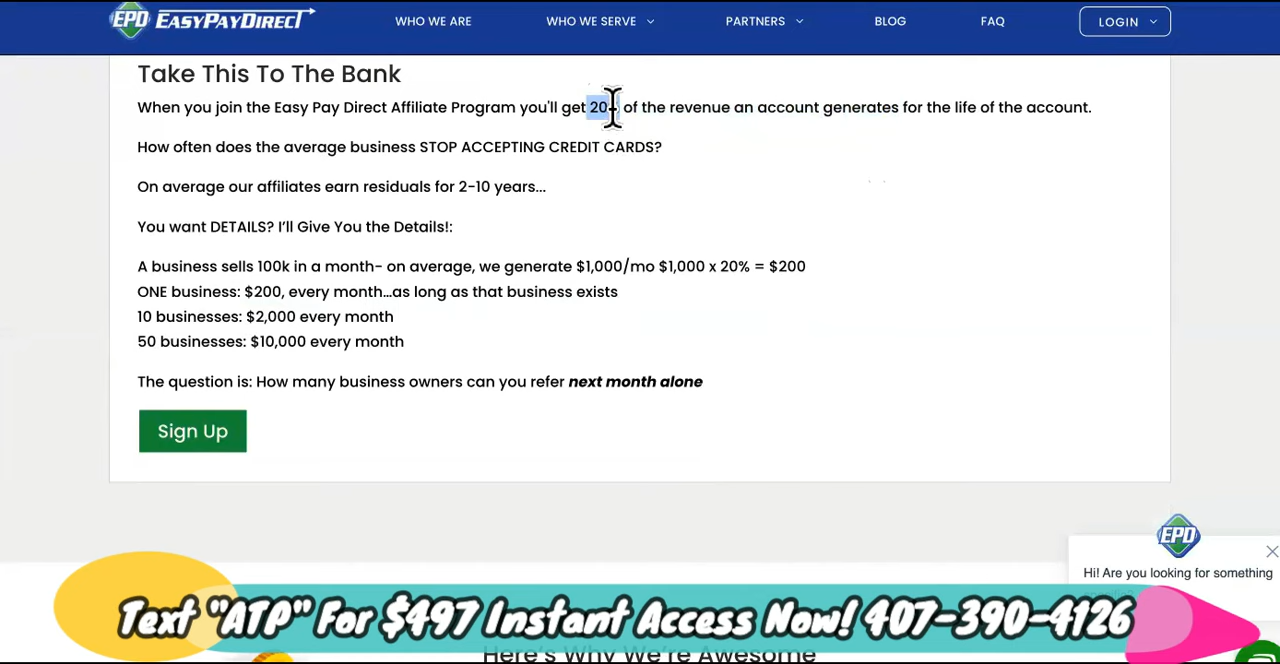 EPD EASYPAYDIRECT WHO WE ARE WHO WE SERVE PARTNERS BLOG FAQ LOGIN
Take This To The Bank
When you join the Easy Pay Direct Affiliate Program you'll get 20 of the revenue an account generates for the life of the account.
How often does the average business STOP ACCEPTING CREDIT CARDS?
On average our affiliates earn residuals for 2-10 years...
You want DETAILS? I'll Give You the Details!:
A business sells 100k in a month- on average, we generate $1,000/mo $1,000 x 20% = $200
ONE business: $200, every month...as long as that business exists
10 businesses: $2,000 every month
50 businesses: $10,000 every month
The question is: How many business owners can you refer next month alone
Sign Up
EPD
Hi! Are you looking for something
Text "ATP" For $497 Instant Access Now! 407-390-4126
Here's Why We're Awesome